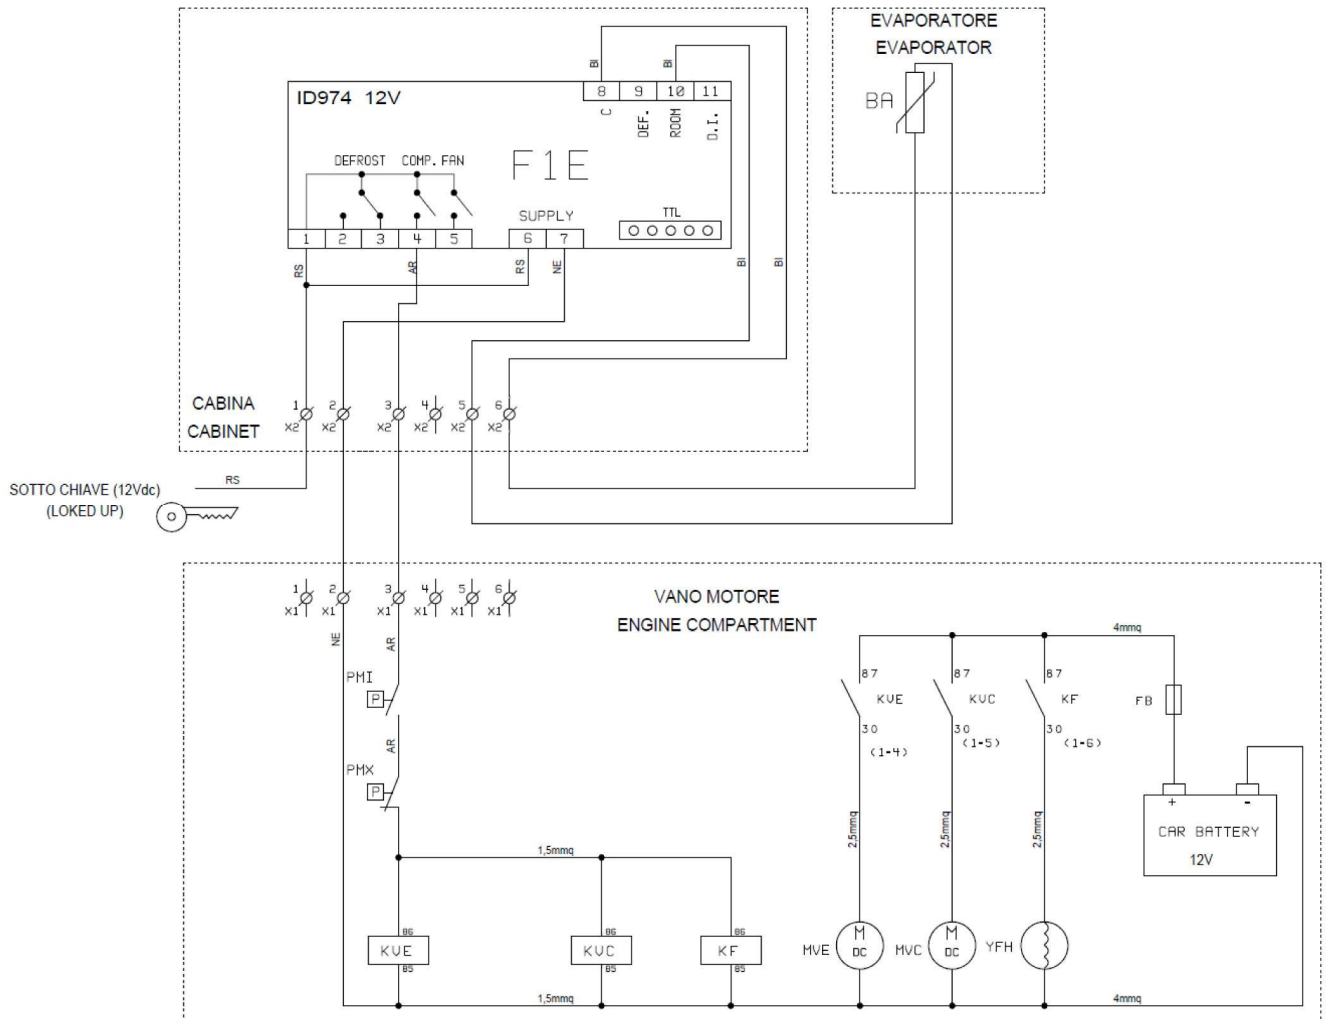 EVAPORATORE
EVAPORATOR
BA
BI
BI
ID974 12V
8 9 10 11
C
DEF.
ROOM
D.I.
DEFROST COMP. FAN
F1E
SUPPLY
TTL
1 2 3 4 5
6 7
RS
AR
RS
NE
BI
BI
CABINA
CABINET
1 2 3 4 5 6
X2 X2 X2 X2 X2 X2
SOTTO CHIAVE (12Vdc)
(LOKED UP)
RS
1 2 3 4 5 6
X1 X1 X1 X1 X1 X1
VANO MOTORE
ENGINE COMPARTMENT
NE
AR
4mmq
PMI
P
87 87 87
KVE KVC KF
FB
30 30 30
(1-4) (1-5) (1-6)
AR
PMX
P
+ -
CAR BATTERY
12V
2,5mmq
2,5mmq
2,5mmq
1,5mmq
86 86 86
KVE KVC KF
85 85 85
MVE
M
DC
MVC
M
DC
YFH
1,5mmq
4mmq